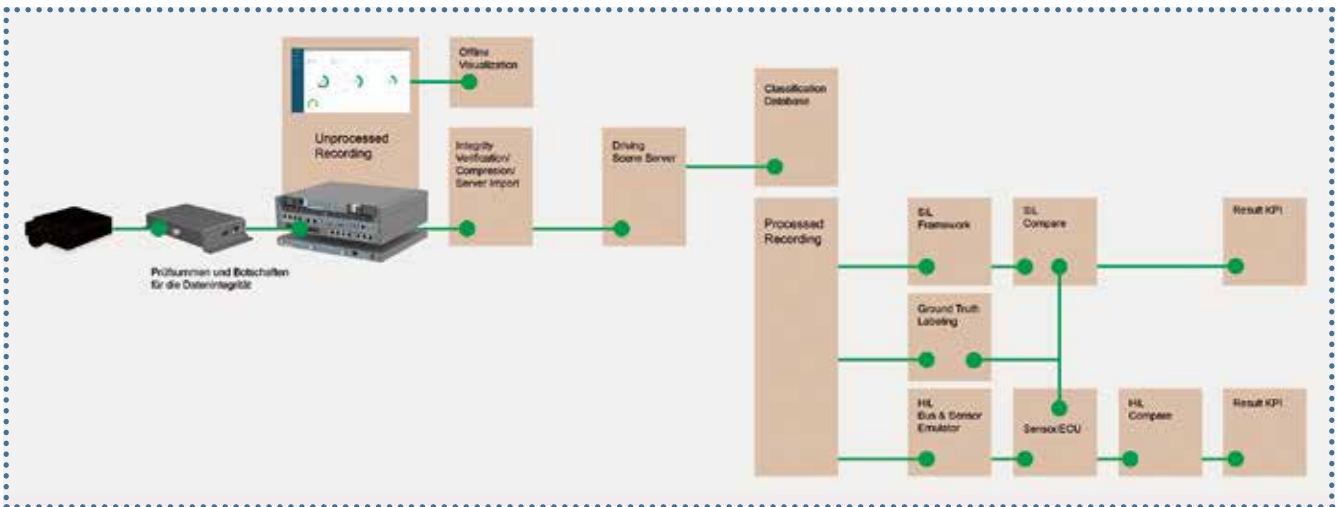 Offline
Visualization
Unprocessed
Recording
Integrity
Verification/
Compression/
Server Import
Driving
Scene Server
Classification
Database
Prüfsummen und Botschaften
für die Datenintegrität
Processed
Recording
SiL
Framework
SiL
Compare
Result KPI
Ground Truth
Labeling
HiL
Bus & Sensor
Emulator
Sensor/ECU
HiL
Compare
Result KPI